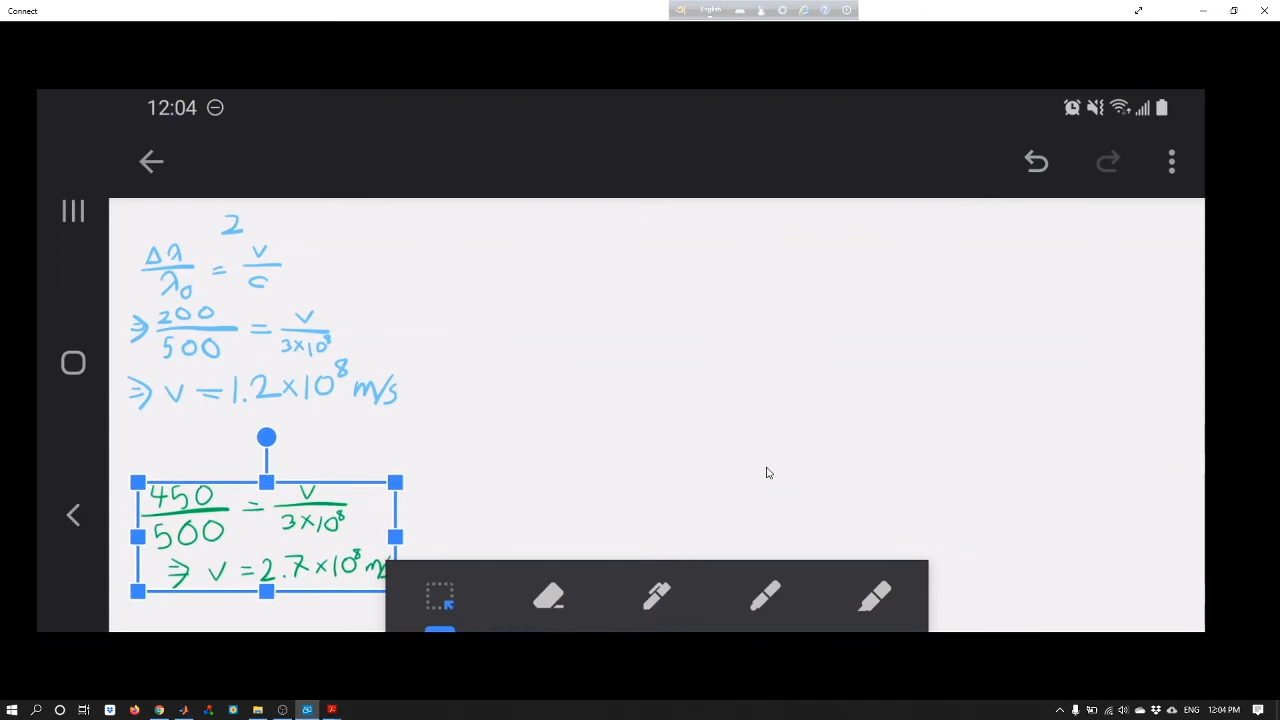 Connect
English
12:04
2
Δλ/λ₀ = v/c
⇒ 200/500 = v/3×10⁸
⇒ v = 1.2×10⁸ m/s
450/500 = v/3×10⁸
⇒ v = 2.7×10⁸ m/
12:04 PM